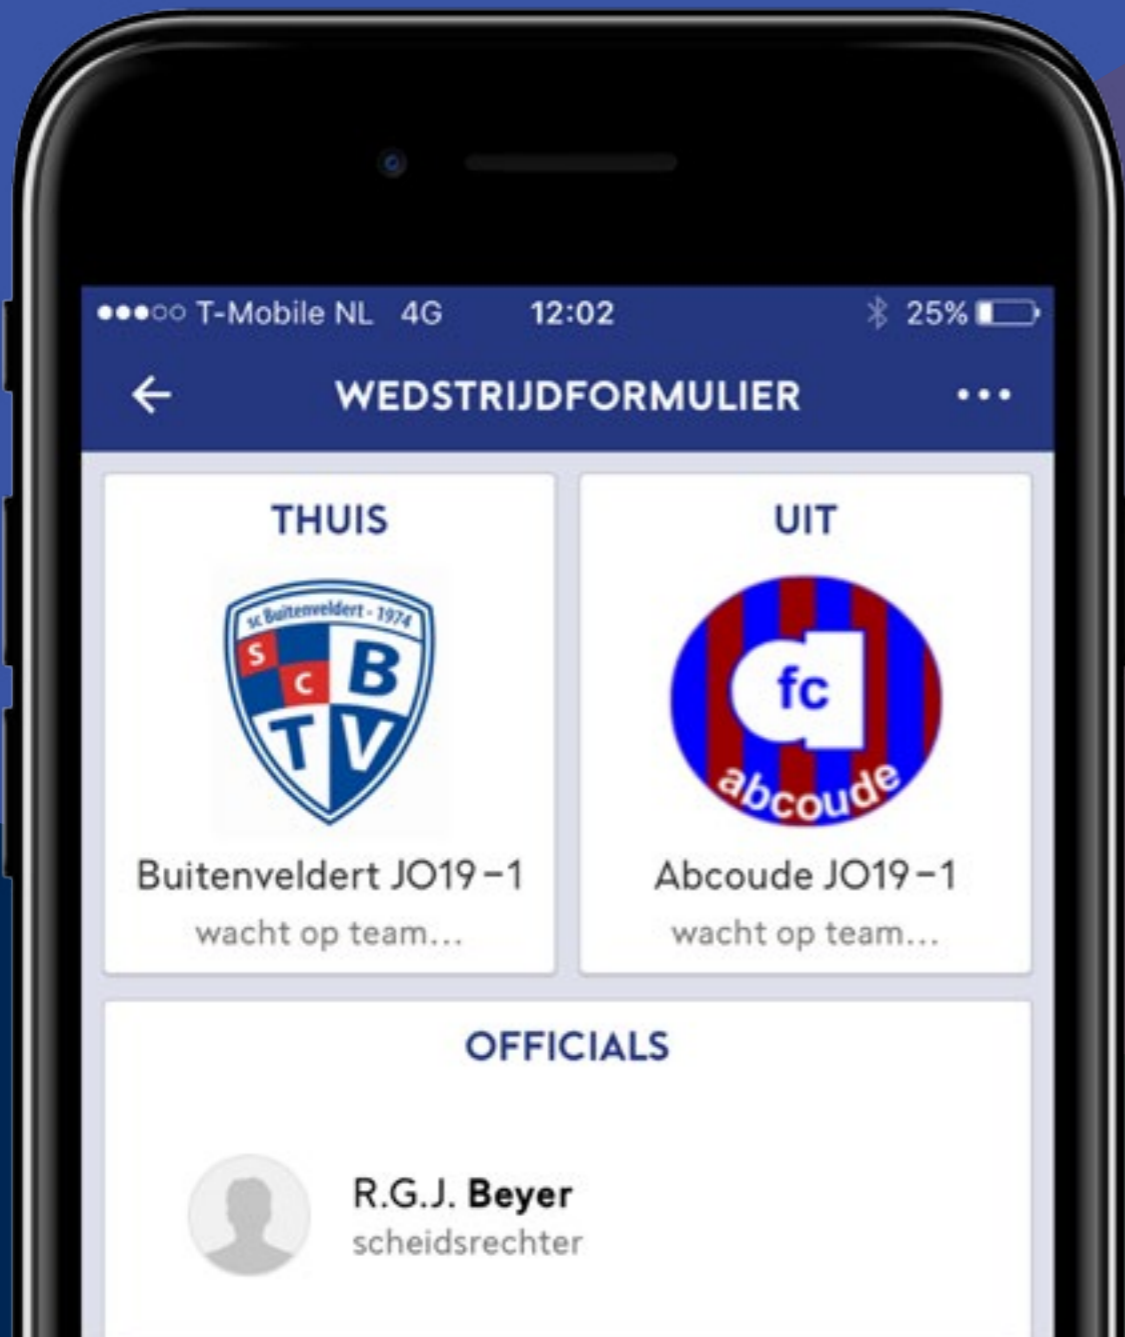 T-Mobile NL 4G 12:02 25%
WEDSTRIJDFORMULIER
THUIS
sc Buitenveldert - 1974
S
C
B
T V
Buitenveldert JO19-1
wacht op team...
UIT
fc
a
abcoude
Abcoude JO19-1
wacht op team...
OFFICIALS
R.G.J. Beyer
scheidsrechter